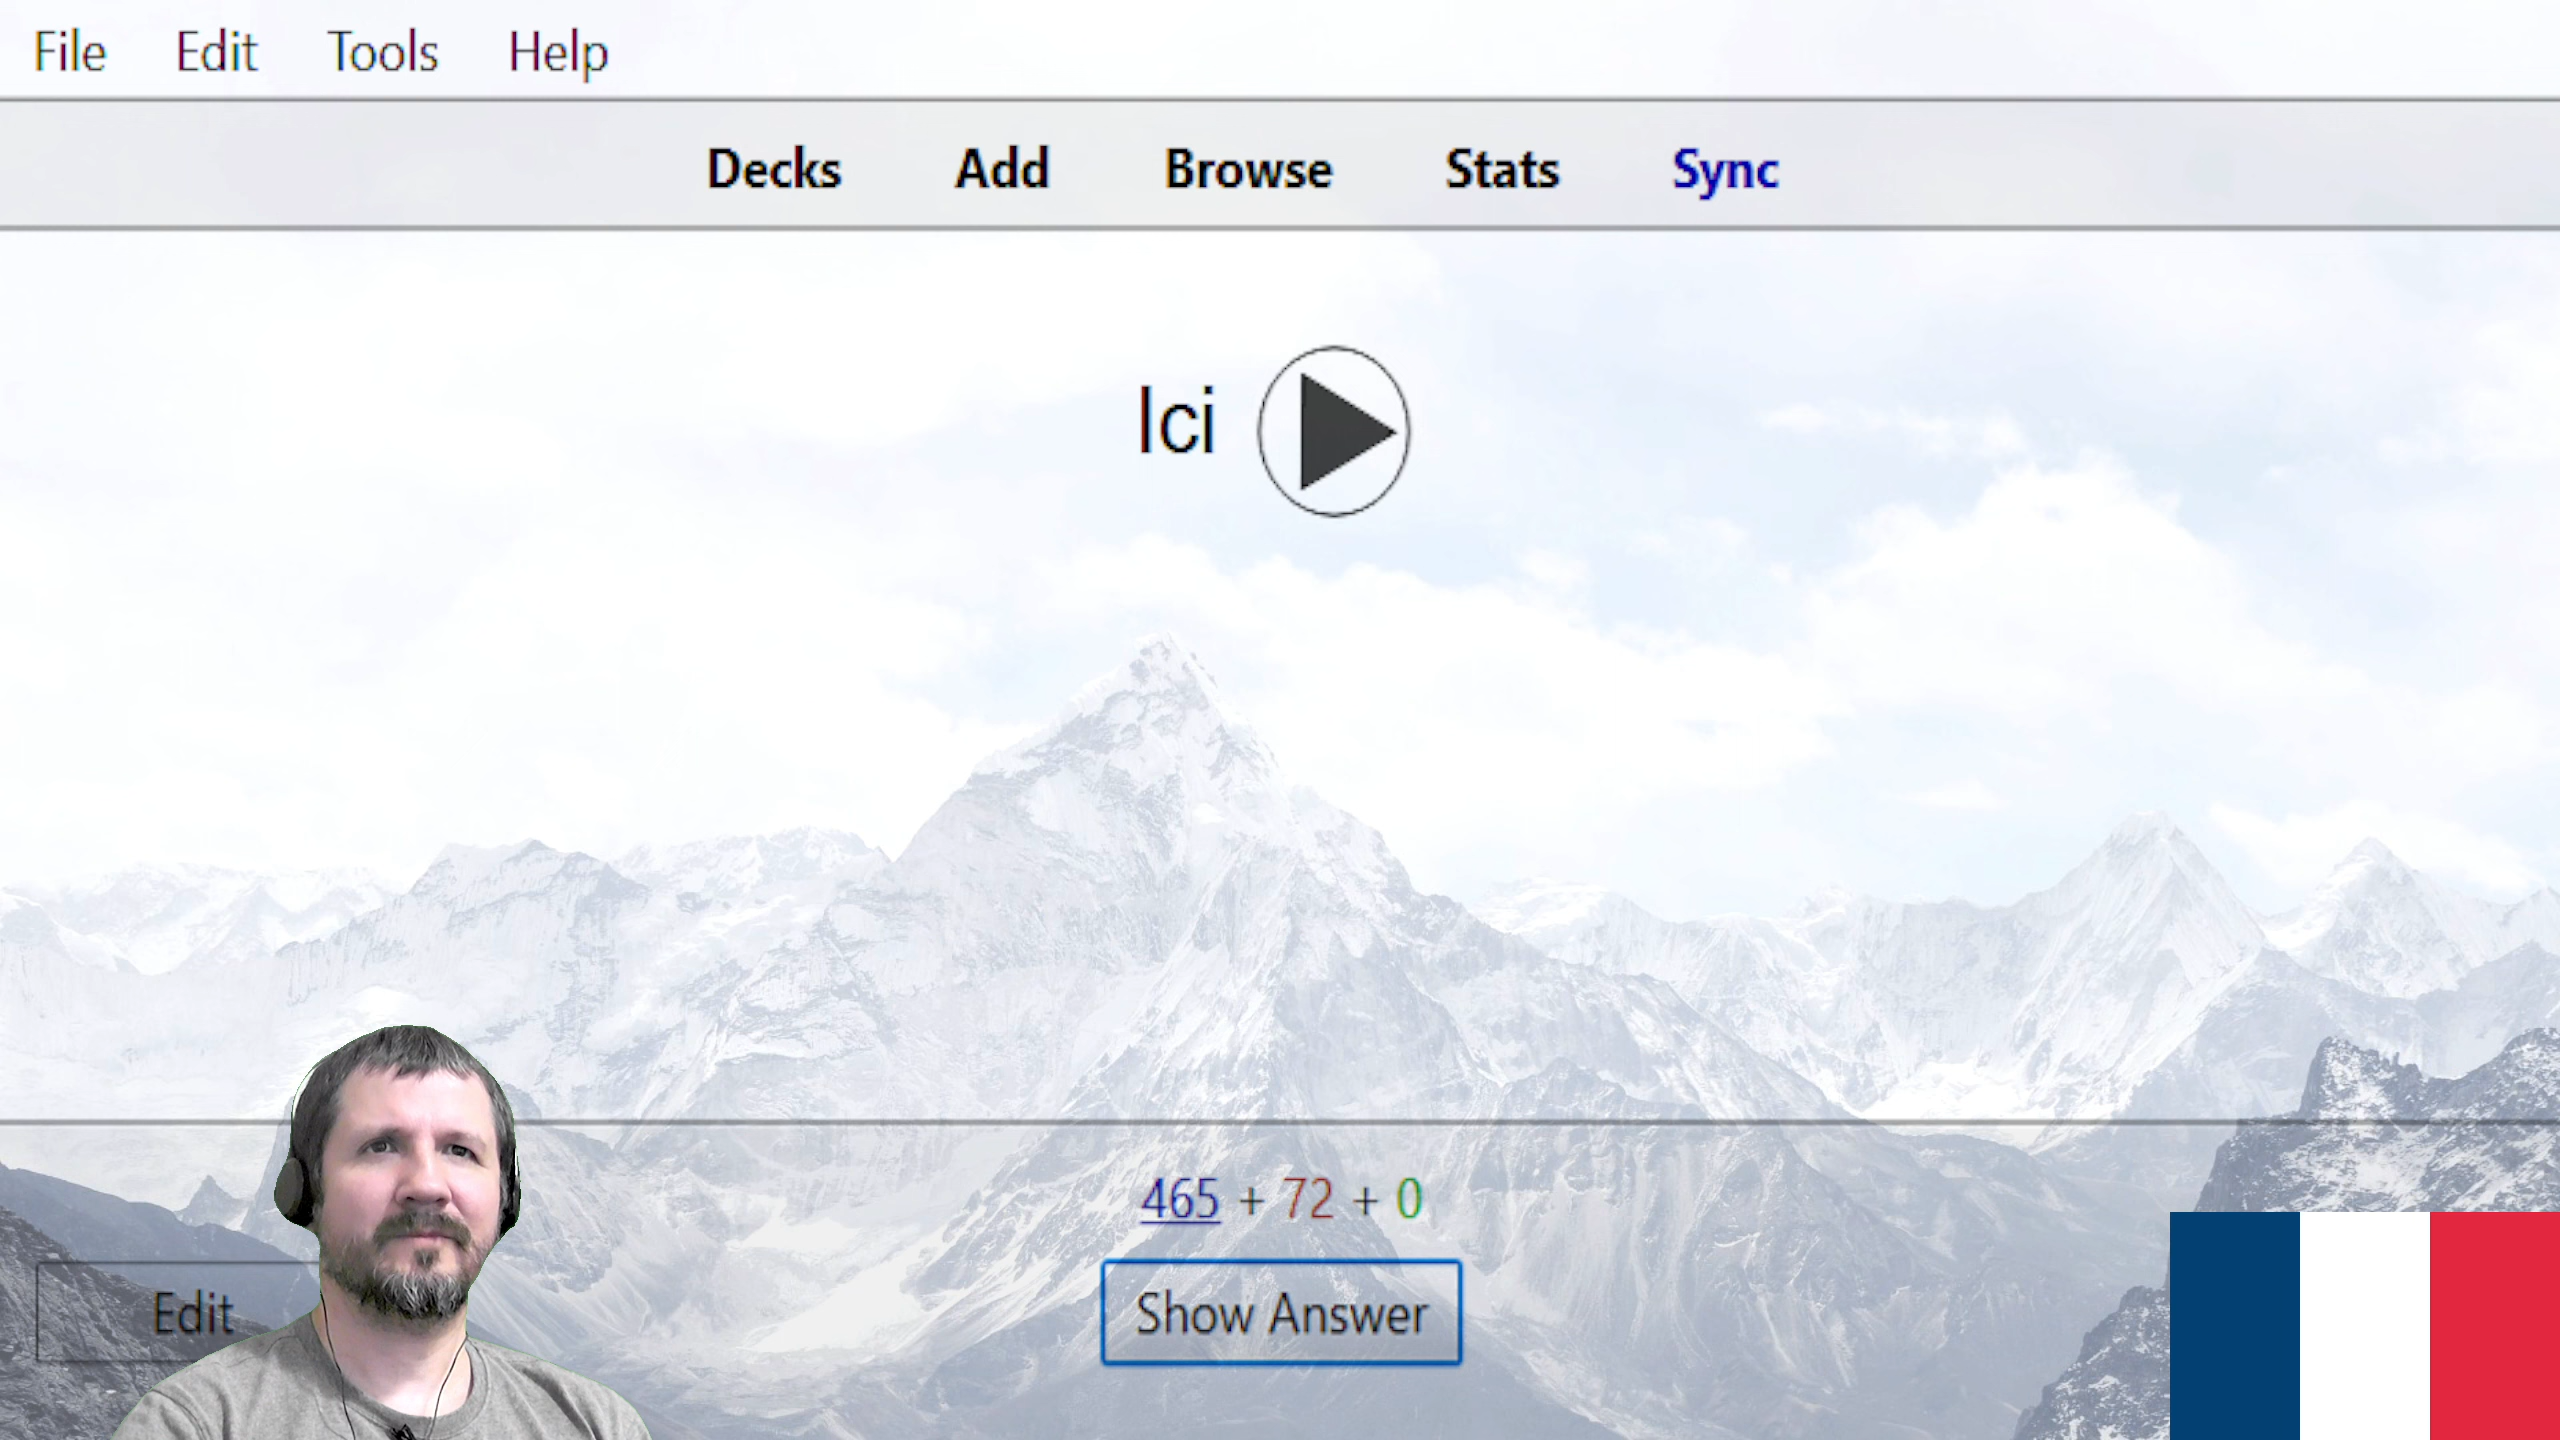 File Edit Tools Help
Decks Add Browse Stats Sync
Ici
465 + 72 + 0
Edit Show Answer